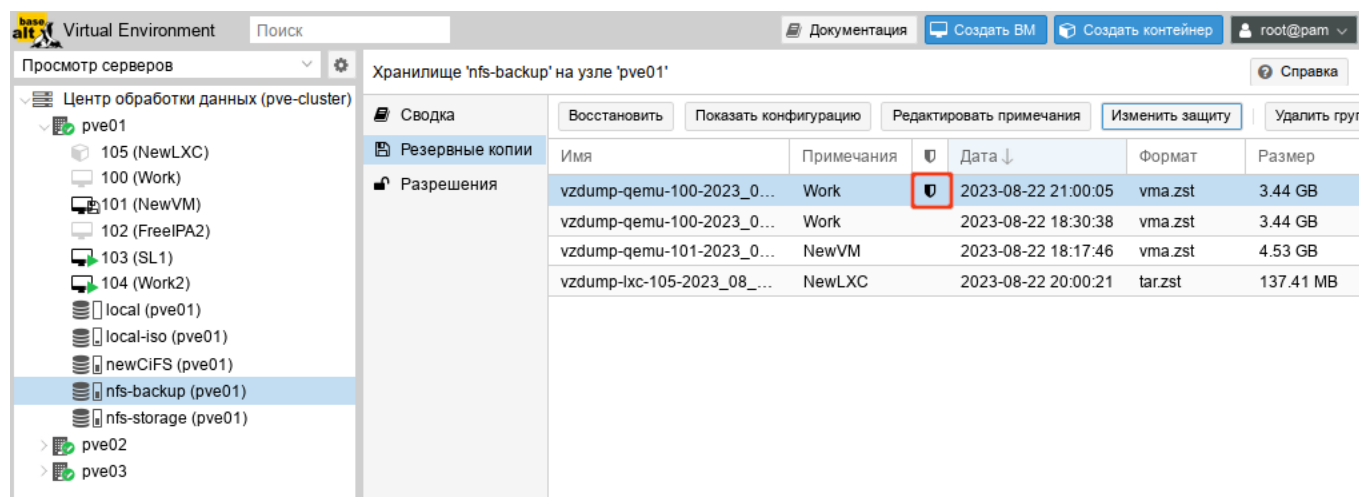 base alt Virtual Environment Поиск Документация Создать ВМ Создать контейнер root@pam
Просмотр серверов
Хранилище 'nfs-backup' на узле 'pve01' Справка
Центр обработки данных (pve-cluster)
pve01
105 (NewLXC)
100 (Work)
101 (NewVM)
102 (FreeIPA2)
103 (SL1)
104 (Work2)
local (pve01)
local-iso (pve01)
newCiFS (pve01)
nfs-backup (pve01)
nfs-storage (pve01)
pve02
pve03
Сводка
Резервные копии
Разрешения
Восстановить Показать конфигурацию Редактировать примечания Изменить защиту Удалить груп
Имя Примечания Дата Формат Размер
vzdump-qemu-100-2023_0... Work 2023-08-22 21:00:05 vma.zst 3.44 GB
vzdump-qemu-100-2023_0... Work 2023-08-22 18:30:38 vma.zst 3.44 GB
vzdump-qemu-101-2023_0... NewVM 2023-08-22 18:17:46 vma.zst 4.53 GB
vzdump-lxc-105-2023_08_... NewLXC 2023-08-22 20:00:21 tar.zst 137.41 MB